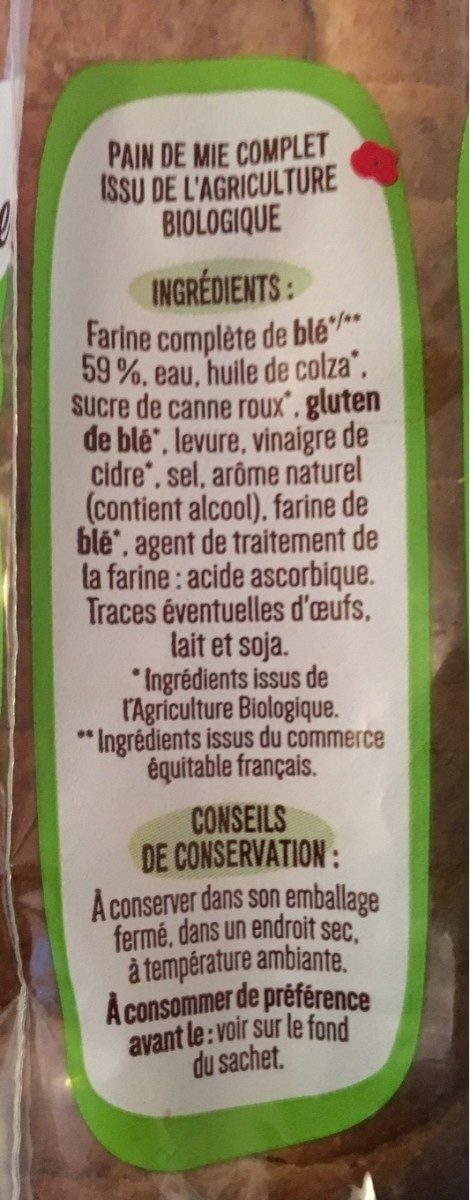 PAIN DE MIE COMPLET
ISSU DE L'AGRICULTURE
BIOLOGIQUE
INGRÉDIENTS :
Farine complète de blé*/**
59 %, eau, huile de colza*,
sucre de canne roux*, gluten
de blé*, levure, vinaigre de
cidre*, sel, arôme naturel
(contient alcool), farine de
blé*, agent de traitement de
la farine : acide ascorbique.
Traces éventuelles d'œufs,
lait et soja.
* Ingrédients issus de
l'Agriculture Biologique.
** Ingrédients issus du commerce
équitable français.
CONSEILS
DE CONSERVATION :
À conserver dans son emballage
fermé, dans un endroit sec,
à température ambiante.
À consommer de préférence
avant le : voir sur le fond
du sachet.